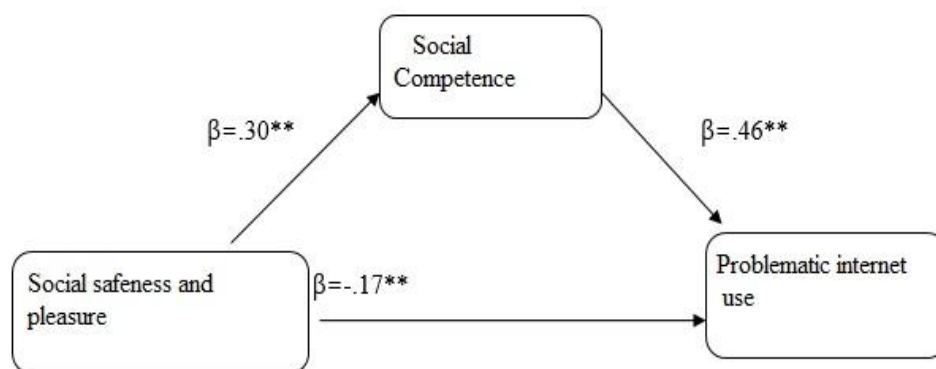 Social
Competence
β=.30**
β=.46**
Social safeness and
pleasure
β=-.17**
Problematic internet
use